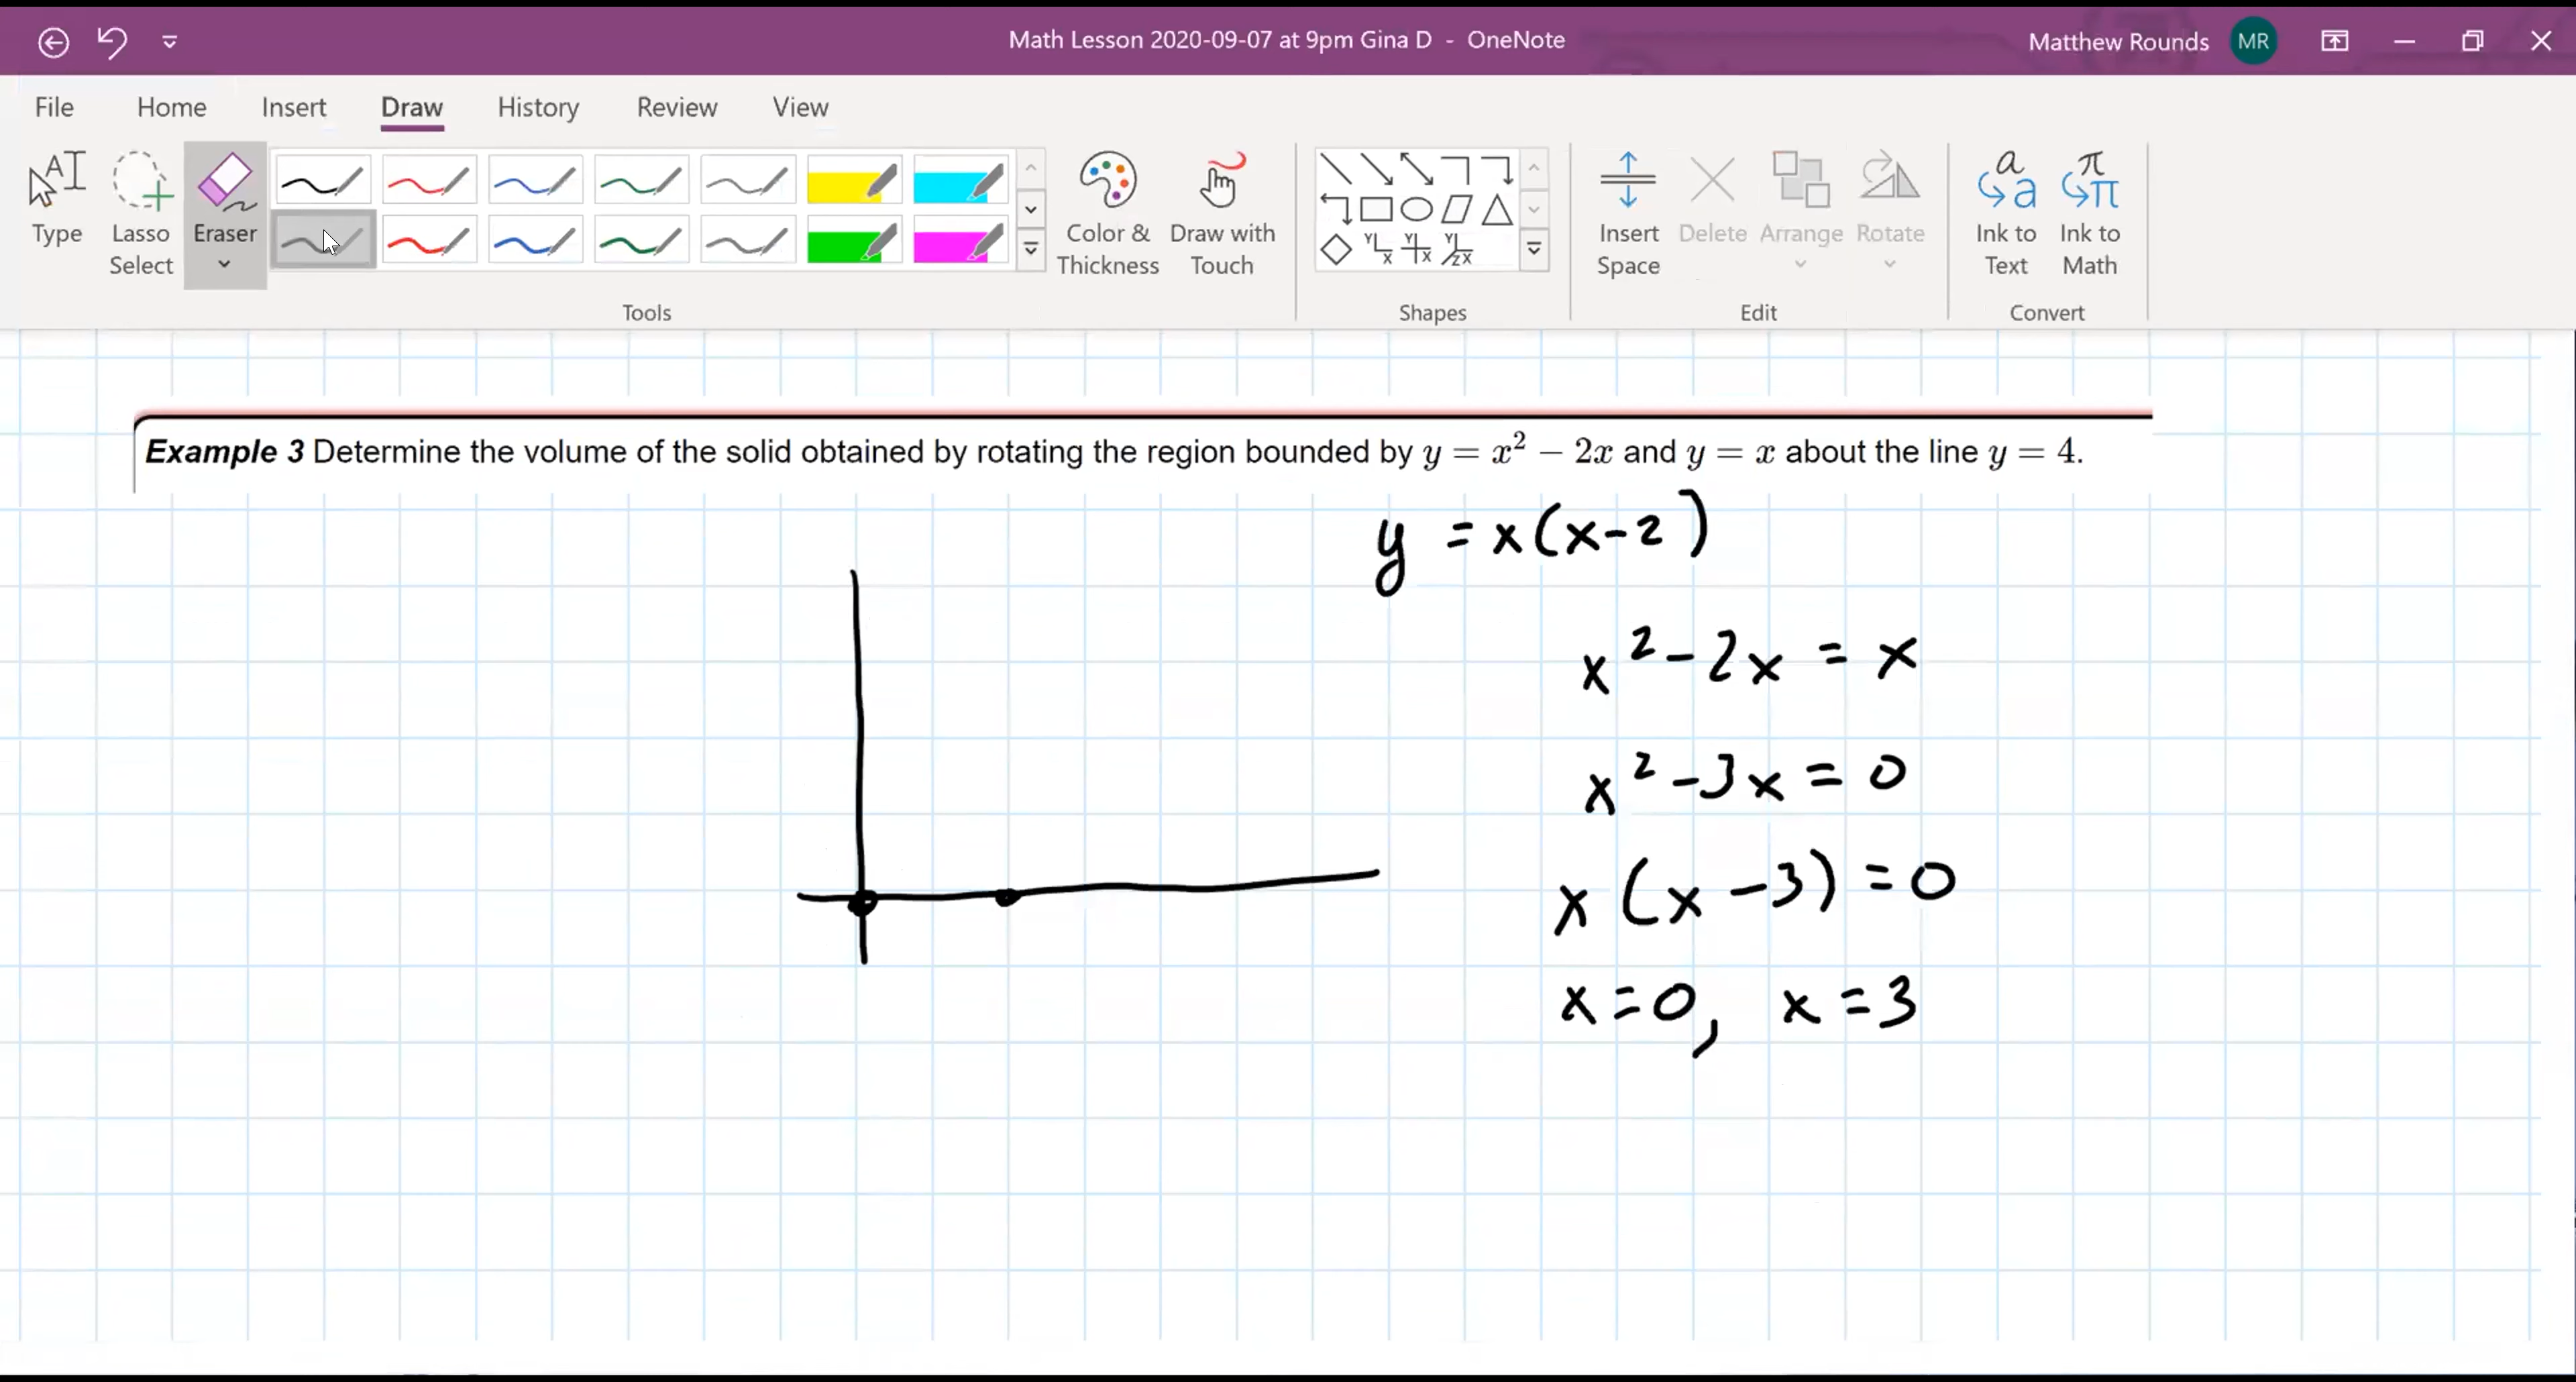 Math Lesson 2020-09-07 at 9pm Gina D - OneNote
Matthew Rounds MR
File Home Insert Draw History Review View
Type
Lasso Select
Eraser
Color & Thickness
Draw with Touch
Insert Space
Delete
Arrange
Rotate
Ink to Text
Ink to Math
Tools Shapes Edit Convert
Example 3 Determine the volume of the solid obtained by rotating the region bounded by y = x² − 2x and y = x about the line y = 4.
y = x(x-2)
x² - 2x = x
x² - 3x = 0
x(x - 3) = 0
x = 0, x = 3